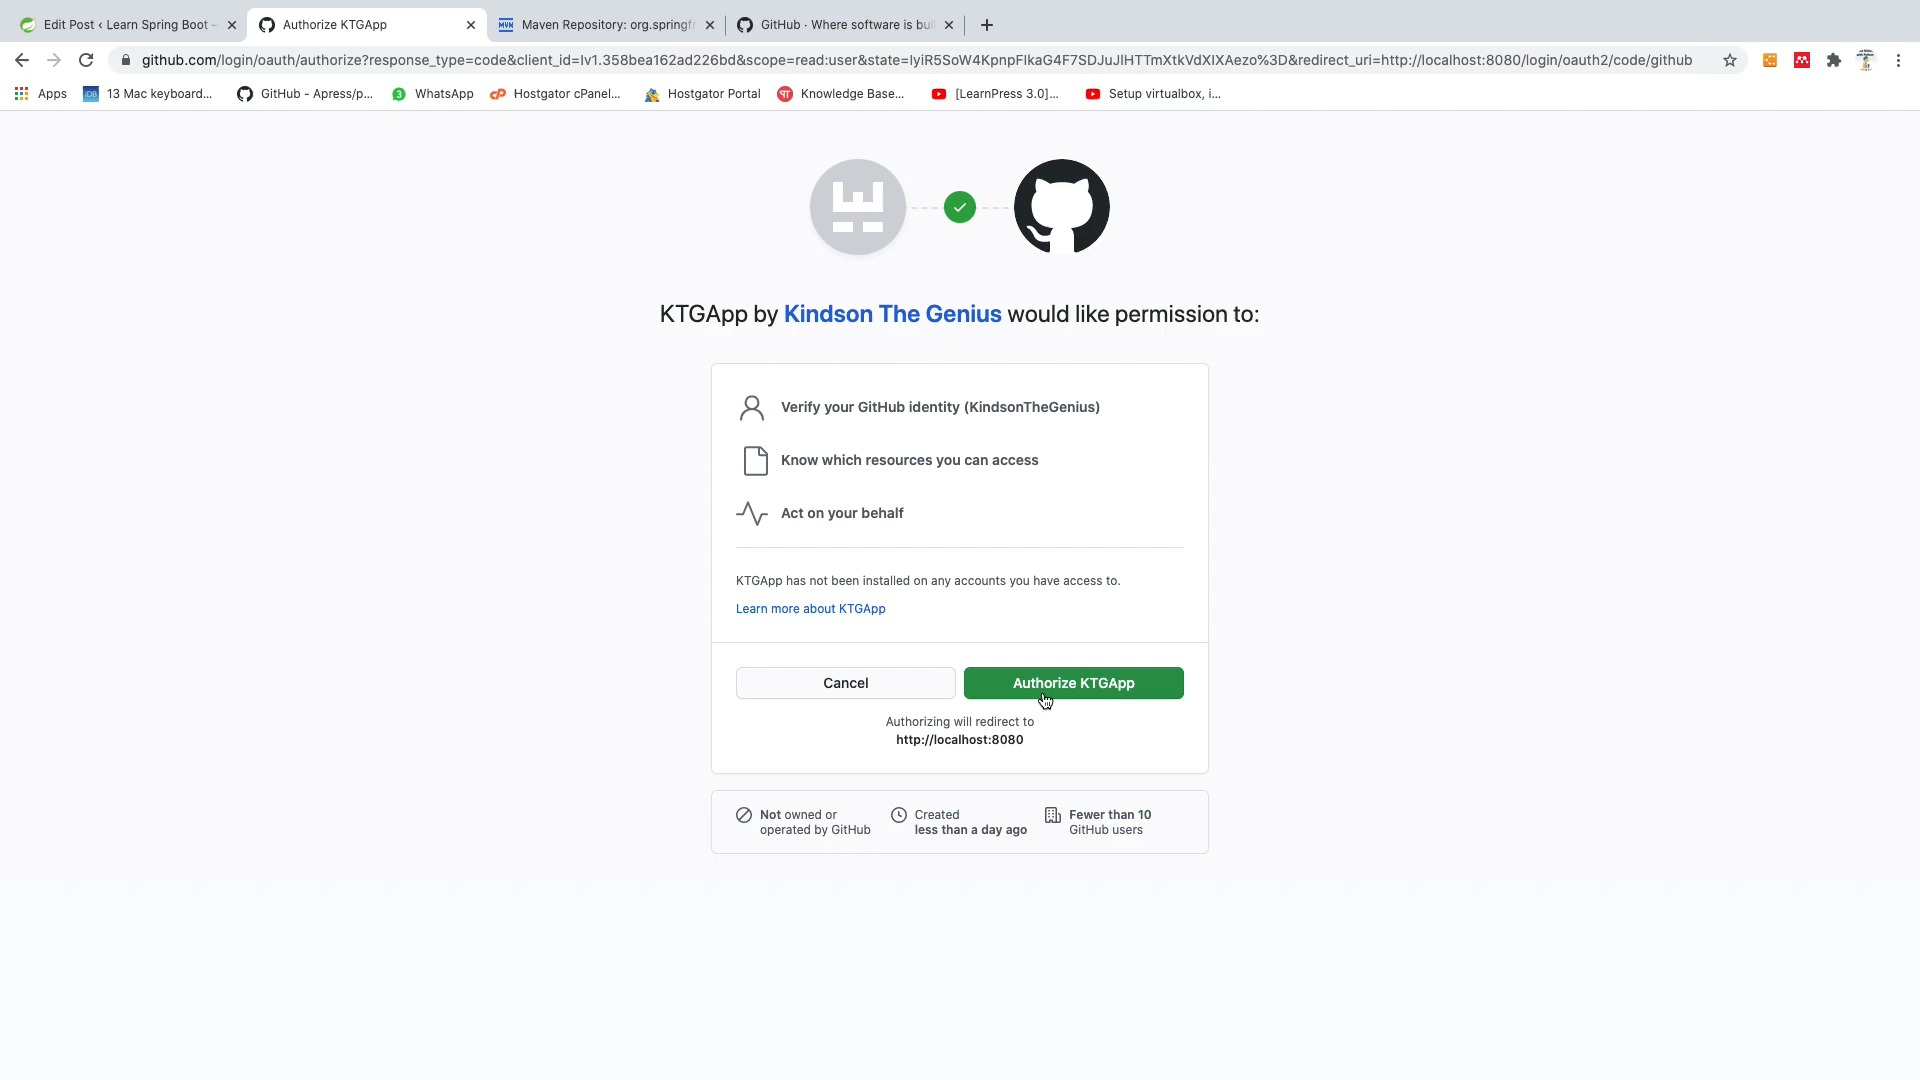 Edit Post ‹ Learn Spring Boot –
Authorize KTGApp
Maven Repository: org.springfr
GitHub · Where software is bui
github.com/login/oauth/authorize?response_type=code&client_id=Iv1.358bea162ad226bd&scope=read:user&state=IyiR5SoW4KpnpFIkaG4F7SDJuJlHTTmXtkVdXIXAezo%3D&redirect_uri=http://localhost:8080/login/oauth2/code/github
Apps
13 Mac keyboard...
GitHub - Apress/p...
WhatsApp
Hostgator cPanel...
Hostgator Portal
Knowledge Base...
[LearnPress 3.0]...
Setup virtualbox, i...
KTGApp by Kindson The Genius would like permission to:
Verify your GitHub identity (KindsonTheGenius)
Know which resources you can access
Act on your behalf
KTGApp has not been installed on any accounts you have access to.
Learn more about KTGApp
Cancel
Authorize KTGApp
Authorizing will redirect to
http://localhost:8080
Not owned or
operated by GitHub
Created
less than a day ago
Fewer than 10
GitHub users